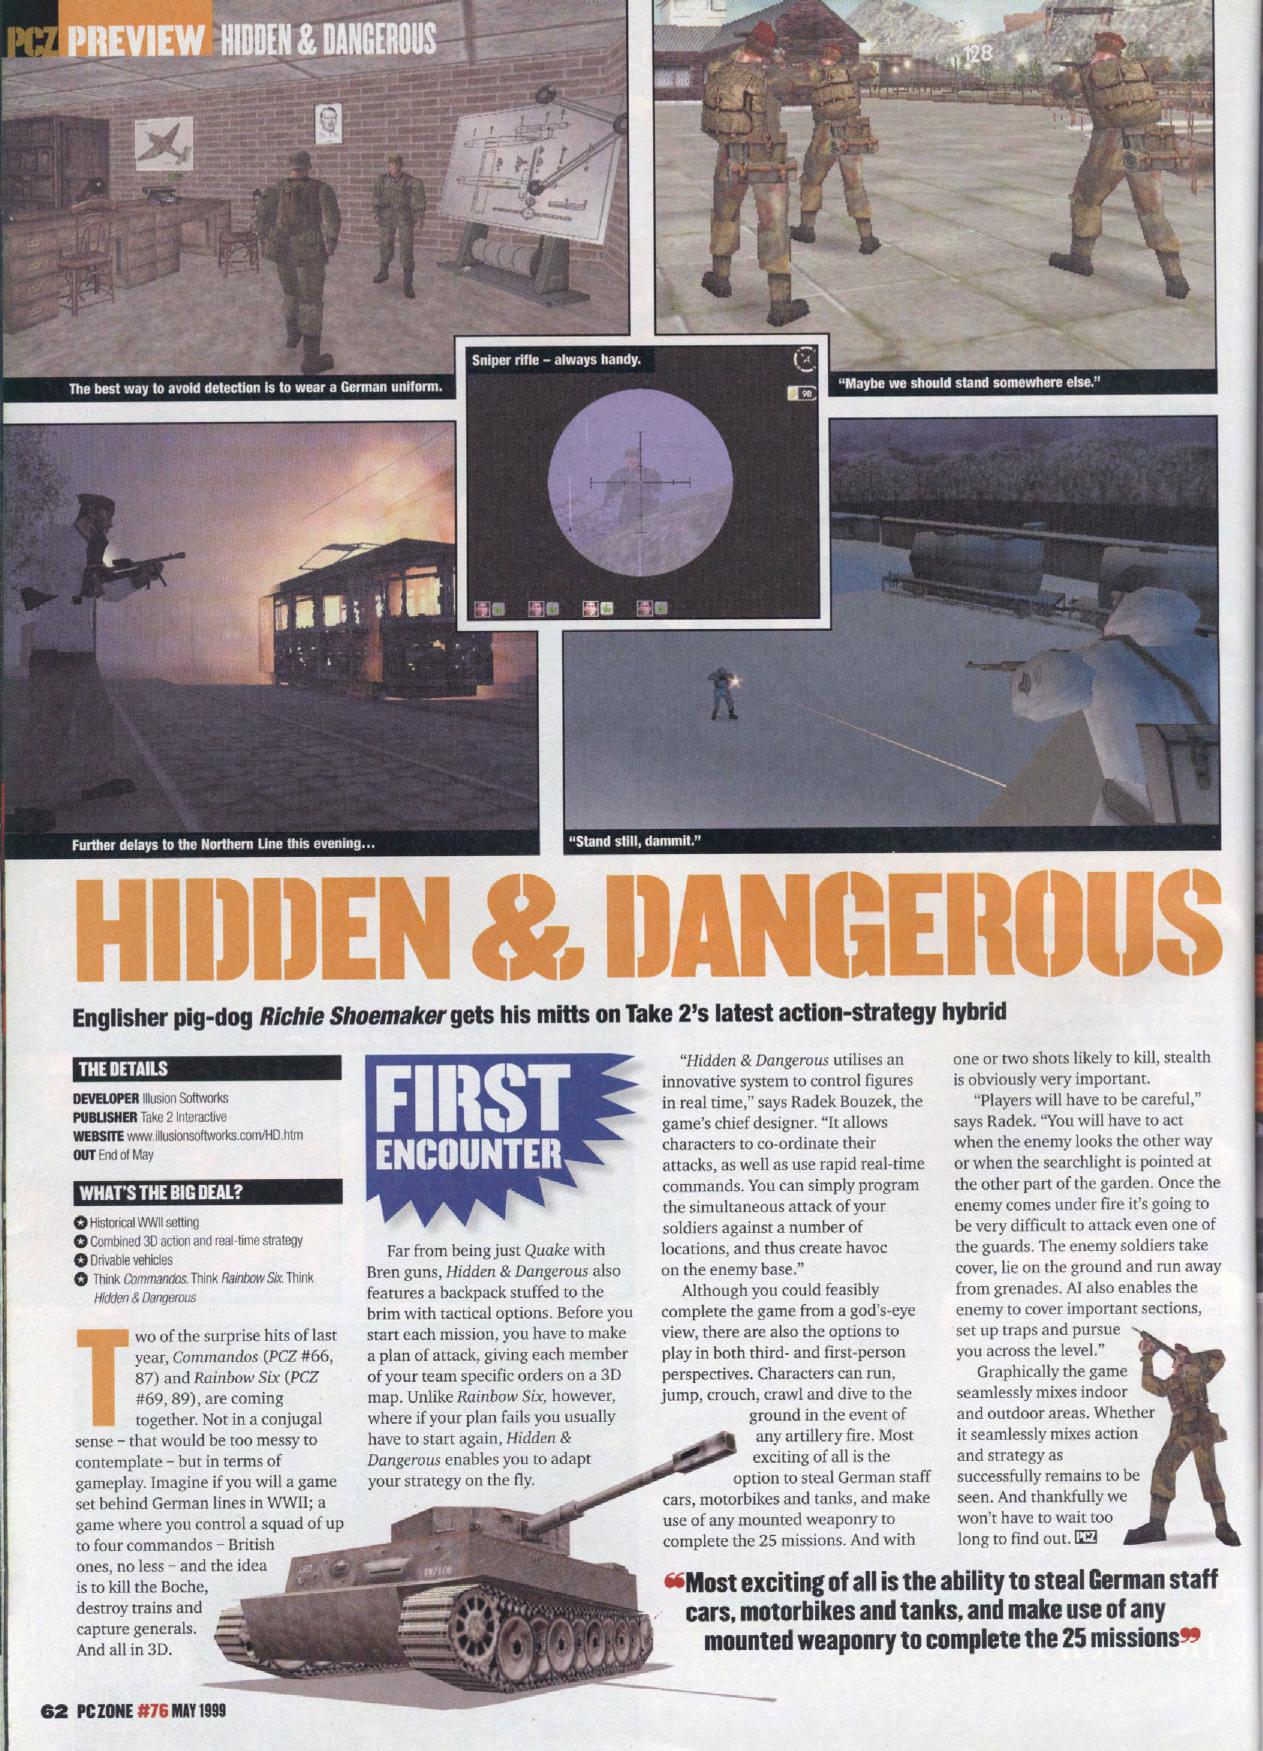 PCZ PREVIEW HIDDEN & DANGEROUS
128
The best way to avoid detection is to wear a German uniform.
Sniper rifle – always handy.
98
"Maybe we should stand somewhere else."
Further delays to the Northern Line this evening...
"Stand still, dammit."
HIDDEN & DANGEROUS
Englisher pig-dog Richie Shoemaker gets his mitts on Take 2's latest action-strategy hybrid
THE DETAILS
DEVELOPER Illusion Softworks
PUBLISHER Take 2 Interactive
WEBSITE www.illusionsoftworks.com/HD.htm
OUT End of May
WHAT'S THE BIG DEAL?
Historical WWII setting
Combined 3D action and real-time strategy
Drivable vehicles
Think Commandos. Think Rainbow Six. Think
Hidden & Dangerous
Two of the surprise hits of last
year, Commandos (PCZ #66,
87) and Rainbow Six (PCZ
#69, 89), are coming
together. Not in a conjugal
sense – that would be too messy to
contemplate – but in terms of
gameplay. Imagine if you will a game
set behind German lines in WWII; a
game where you control a squad of up
to four commandos – British
ones, no less – and the idea
is to kill the Boche,
destroy trains and
capture generals.
And all in 3D.
FIRST
ENCOUNTER
Far from being just Quake with
Bren guns, Hidden & Dangerous also
features a backpack stuffed to the
brim with tactical options. Before you
start each mission, you have to make
a plan of attack, giving each member
of your team specific orders on a 3D
map. Unlike Rainbow Six, however,
where if your plan fails you usually
have to start again, Hidden &
Dangerous enables you to adapt
your strategy on the fly.
"Hidden & Dangerous utilises an
innovative system to control figures
in real time," says Radek Bouzek, the
game's chief designer. "It allows
characters to co-ordinate their
attacks, as well as use rapid real-time
commands. You can simply program
the simultaneous attack of your
soldiers against a number of
locations, and thus create havoc
on the enemy base."
Although you could feasibly
complete the game from a god's-eye
view, there are also the options to
play in both third- and first-person
perspectives. Characters can run,
jump, crouch, crawl and dive to the
ground in the event of
any artillery fire. Most
exciting of all is the
option to steal German staff
cars, motorbikes and tanks, and make
use of any mounted weaponry to
complete the 25 missions. And with
one or two shots likely to kill, stealth
is obviously very important.
"Players will have to be careful,"
says Radek. "You will have to act
when the enemy looks the other way
or when the searchlight is pointed at
the other part of the garden. Once the
enemy comes under fire it's going to
be very difficult to attack even one of
the guards. The enemy soldiers take
cover, lie on the ground and run away
from grenades. AI also enables the
enemy to cover important sections,
set up traps and pursue
you across the level."
Graphically the game
seamlessly mixes indoor
and outdoor areas. Whether
it seamlessly mixes action
and strategy as
successfully remains to be
seen. And thankfully we
won't have to wait too
long to find out. PCZ
"Most exciting of all is the ability to steal German staff
cars, motorbikes and tanks, and make use of any
mounted weaponry to complete the 25 missions"
62 PC ZONE #76 MAY 1999